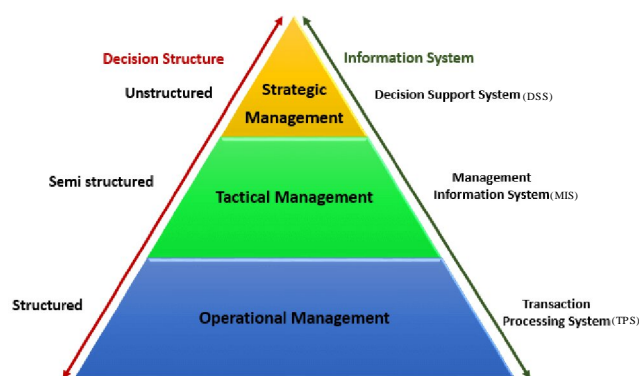 Decision Structure
Information System
Unstructured
Strategic
Management
Decision Support System (DSS)
Semi structured
Tactical Management
Management
Information System (MIS)
Structured
Operational Management
Transaction
Processing System (TPS)